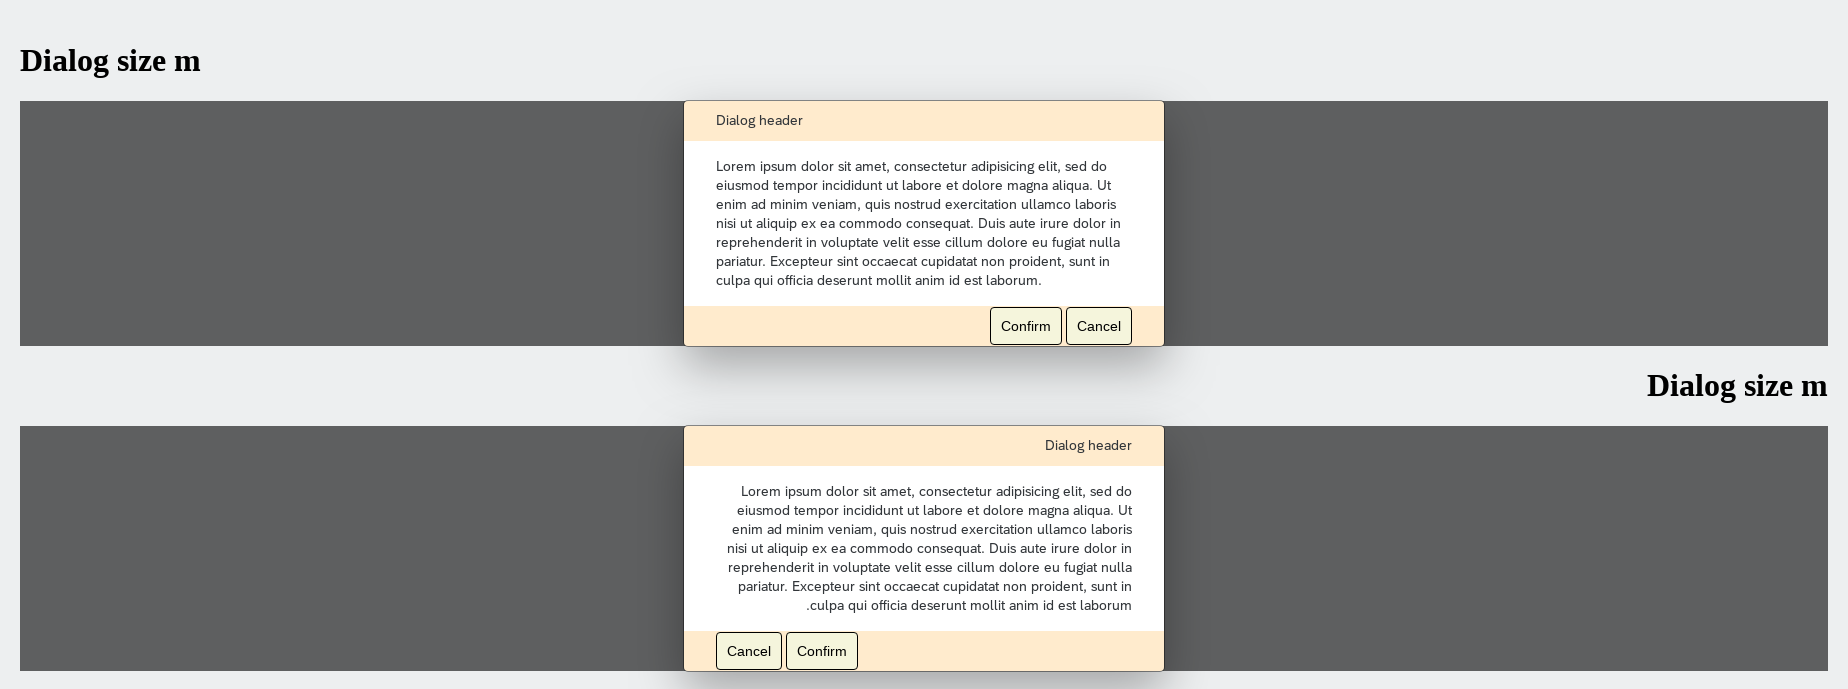 Dialog size m
Dialog header
Lorem ipsum dolor sit amet, consectetur adipisicing elit, sed do
eiusmod tempor incididunt ut labore et dolore magna aliqua. Ut
enim ad minim veniam, quis nostrud exercitation ullamco laboris
nisi ut aliquip ex ea commodo consequat. Duis aute irure dolor in
reprehenderit in voluptate velit esse cillum dolore eu fugiat nulla
pariatur. Excepteur sint occaecat cupidatat non proident, sunt in
culpa qui officia deserunt mollit anim id est laborum.
Confirm Cancel
Dialog size m
Dialog header
Lorem ipsum dolor sit amet, consectetur adipisicing elit, sed do
eiusmod tempor incididunt ut labore et dolore magna aliqua. Ut
enim ad minim veniam, quis nostrud exercitation ullamco laboris
nisi ut aliquip ex ea commodo consequat. Duis aute irure dolor in
reprehenderit in voluptate velit esse cillum dolore eu fugiat nulla
pariatur. Excepteur sint occaecat cupidatat non proident, sunt in
.culpa qui officia deserunt mollit anim id est laborum
Cancel Confirm